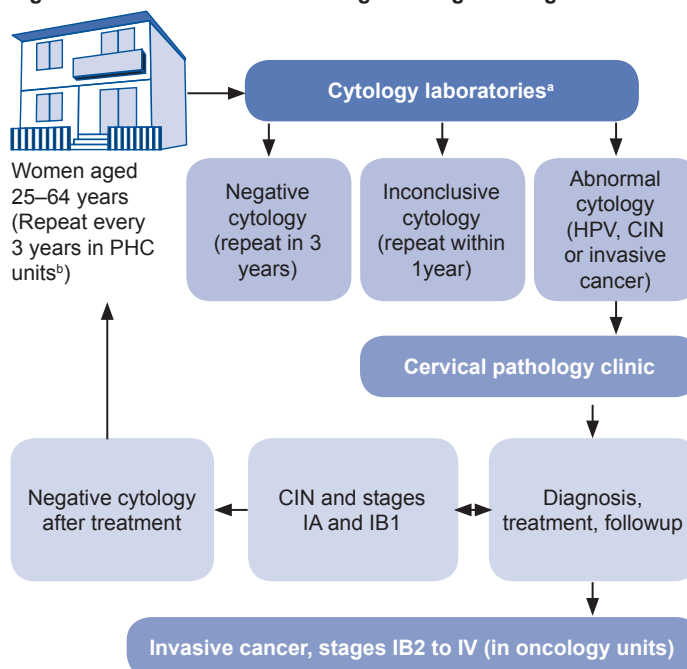 Cytology laboratoriesᵃ
Women aged
25–64 years
(Repeat every
3 years in PHC
unitsᵇ)
Negative
cytology
(repeat in 3
years)
Inconclusive
cytology
(repeat within
1year)
Abnormal
cytology
(HPV, CIN
or invasive
cancer)
Cervical pathology clinic
Negative cytology
after treatment
CIN and stages
IA and IB1
Diagnosis,
treatment, followup
Invasive cancer, stages IB2 to IV (in oncology units)